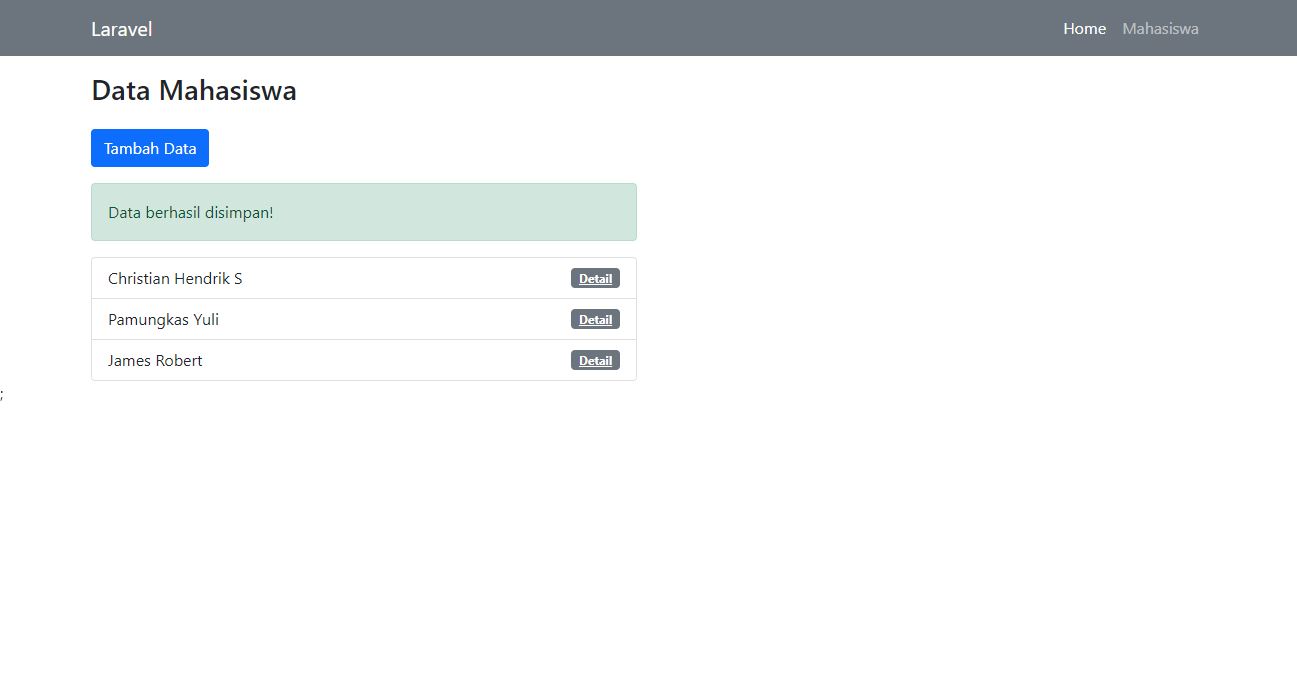 Laravel Home Mahasiswa
Data Mahasiswa
Tambah Data
Data berhasil disimpan!
Christian Hendrik S Detail
Pamungkas Yuli Detail
James Robert Detail
;